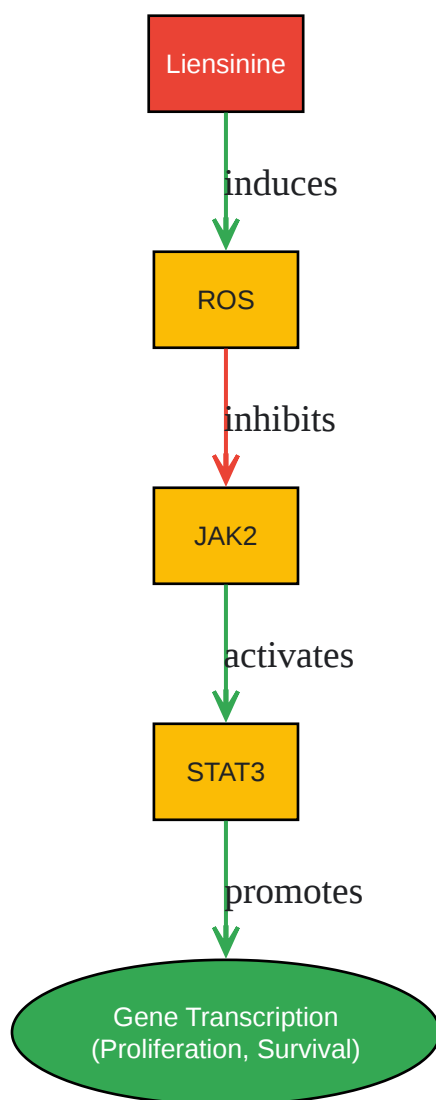 Liensinine
induces
ROS
inhibits
JAK2
activates
STAT3
promotes
Gene Transcription
(Proliferation, Survival)